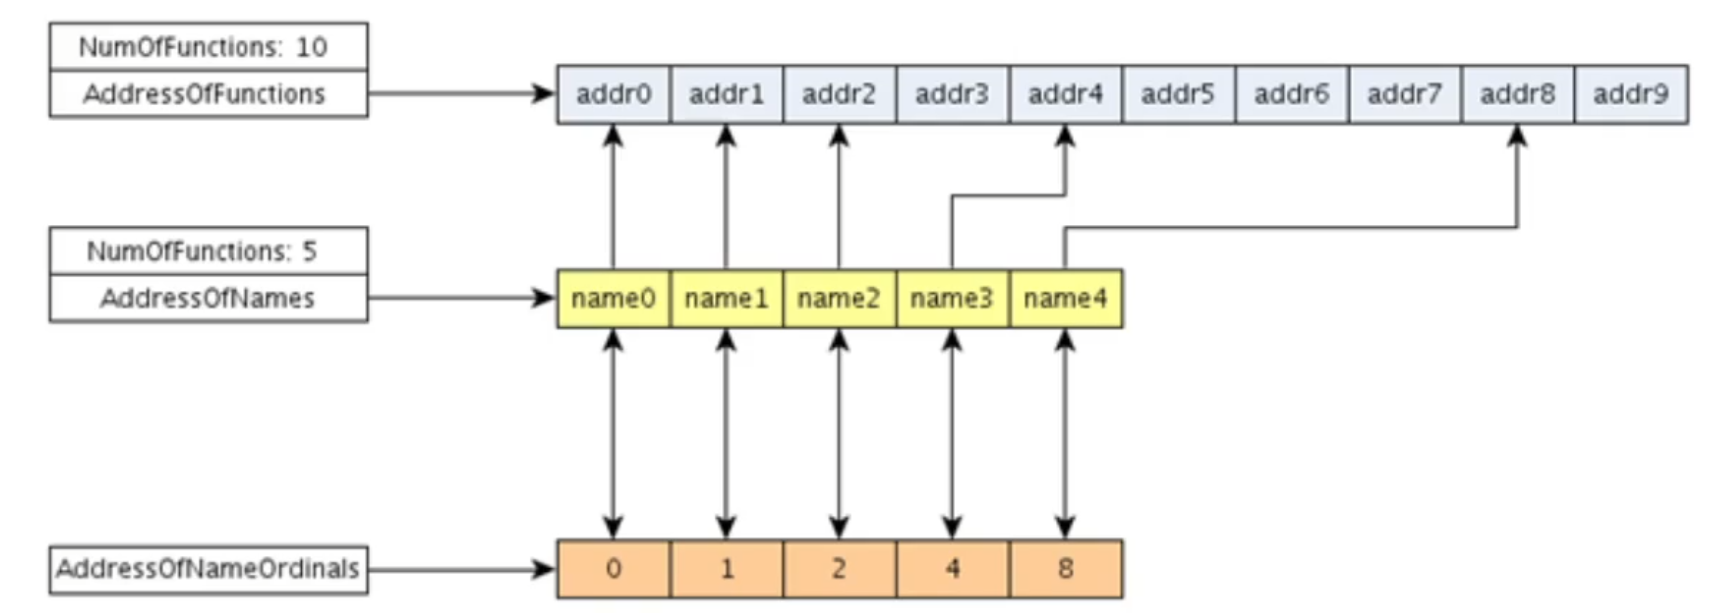 NumOfFunctions: 10
AddressOfFunctions
addr0 addr1 addr2 addr3 addr4 addr5 addr6 addr7 addr8 addr9
NumOfFunctions: 5
AddressOfNames
name0 name1 name2 name3 name4
AddressOfNameOrdinals
0 1 2 4 8